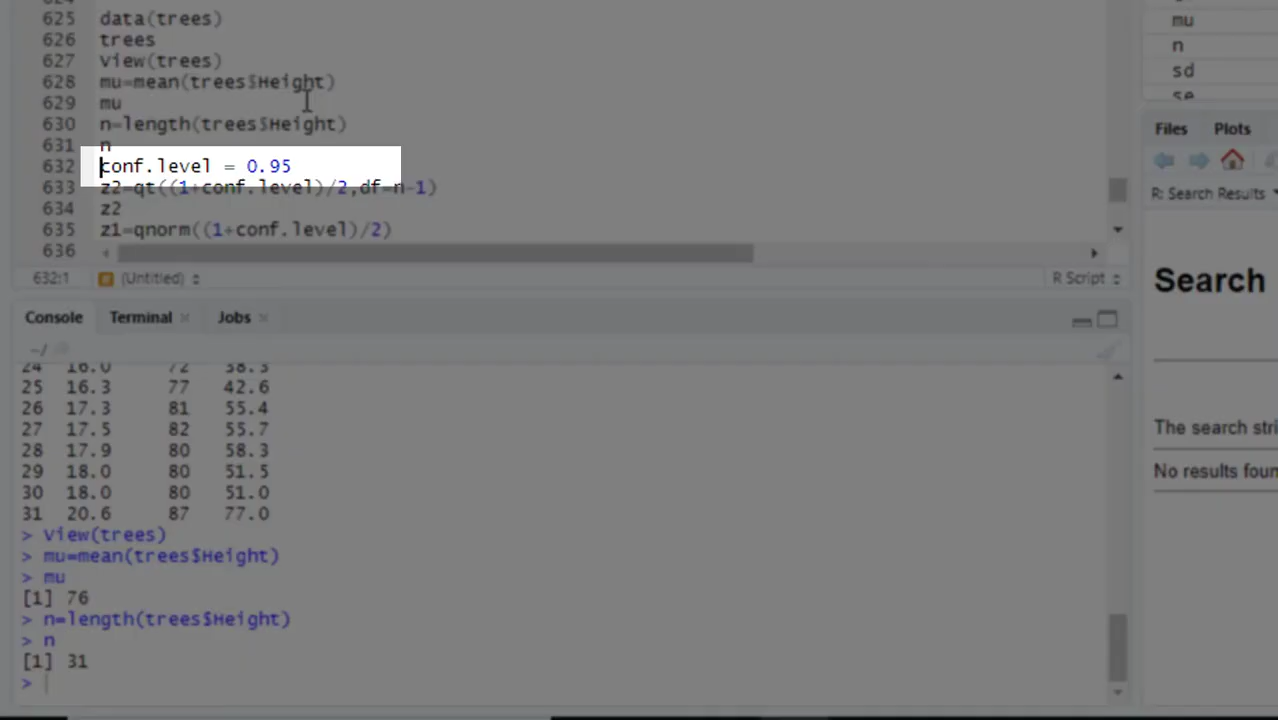 625 data(trees)
626 trees
627 View(trees)
628 mu=mean(trees$Height)
629 mu
630 n=length(trees$Height)
631 n
632 conf.level = 0.95
633 z2=qt((1+conf.level)/2,df=n-1)
634 z2
635 z1=qnorm((1+conf.level)/2)
636
632:1 (Untitled) R Script
Console Terminal Jobs
~/
24 16.0 72 38.3
25 16.3 77 42.6
26 17.3 81 55.4
27 17.5 82 55.7
28 17.9 80 58.3
29 18.0 80 51.5
30 18.0 80 51.0
31 20.6 87 77.0
> View(trees)
> mu=mean(trees$Height)
> mu
[1] 76
> n=length(trees$Height)
> n
[1] 31
>
mu
n
sd
se
Files Plots
R: Search Results
Search
The search stri
No results foun